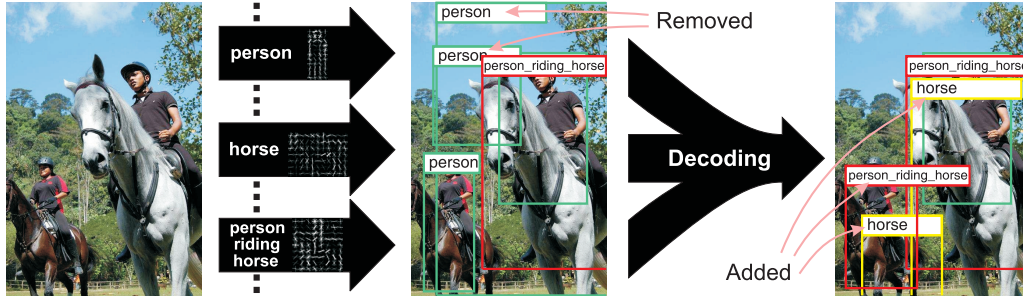 person
horse
person
riding
horse
person
person
person_riding_horse
person
Removed
Decoding
person_riding_horse
horse
person_riding_horse
horse
Added